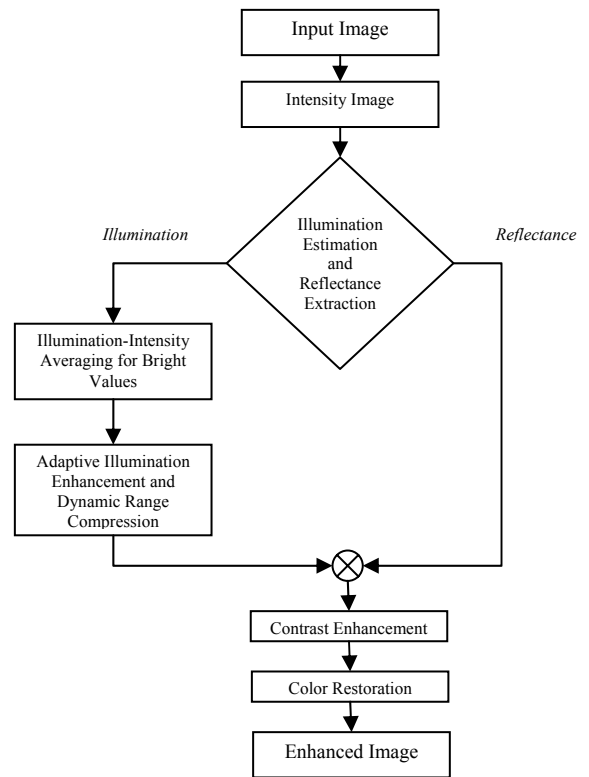 Input Image
Intensity Image
Illumination
Estimation
and
Reflectance
Extraction
Illumination
Reflectance
Illumination-Intensity
Averaging for Bright
Values
Adaptive Illumination
Enhancement and
Dynamic Range
Compression
Contrast Enhancement
Color Restoration
Enhanced Image